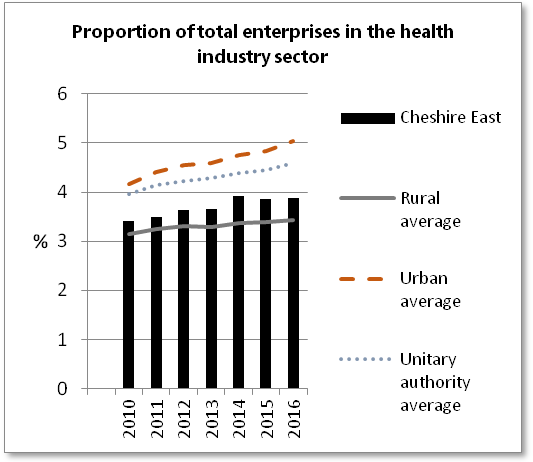 Proportion of total enterprises in the health
industry sector
6
5
4
%
3
2
1
0
2010
2011
2012
2013
2014
2015
2016
Cheshire East
Rural
average
Urban
average
Unitary
authority
average